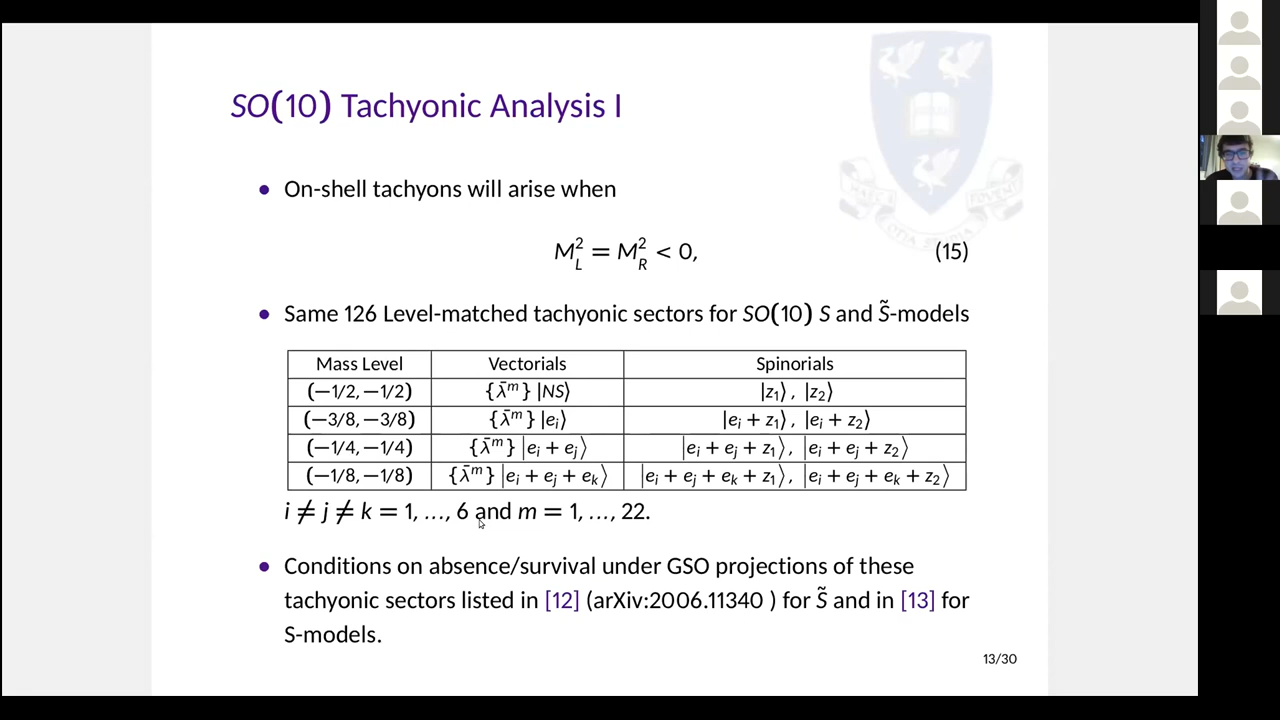 SO(10) Tachyonic Analysis I
• On-shell tachyons will arise when
M_L^2 = M_R^2 < 0, (15)
• Same 126 Level-matched tachyonic sectors for SO(10) S and S̃-models
Mass Level Vectorials Spinorials
(−1/2, −1/2) {λ̄^m} |NS⟩ |z₁⟩, |z₂⟩
(−3/8, −3/8) {λ̄^m} |e_i⟩ |e_i + z₁⟩, |e_i + z₂⟩
(−1/4, −1/4) {λ̄^m} |e_i + e_j⟩ |e_i + e_j + z₁⟩, |e_i + e_j + z₂⟩
(−1/8, −1/8) {λ̄^m} |e_i + e_j + e_k⟩ |e_i + e_j + e_k + z₁⟩, |e_i + e_j + e_k + z₂⟩
i ≠ j ≠ k = 1, ..., 6 and m = 1, ..., 22.
• Conditions on absence/survival under GSO projections of these
tachyonic sectors listed in [12] (arXiv:2006.11340 ) for S̃ and in [13] for
S-models.
13/30